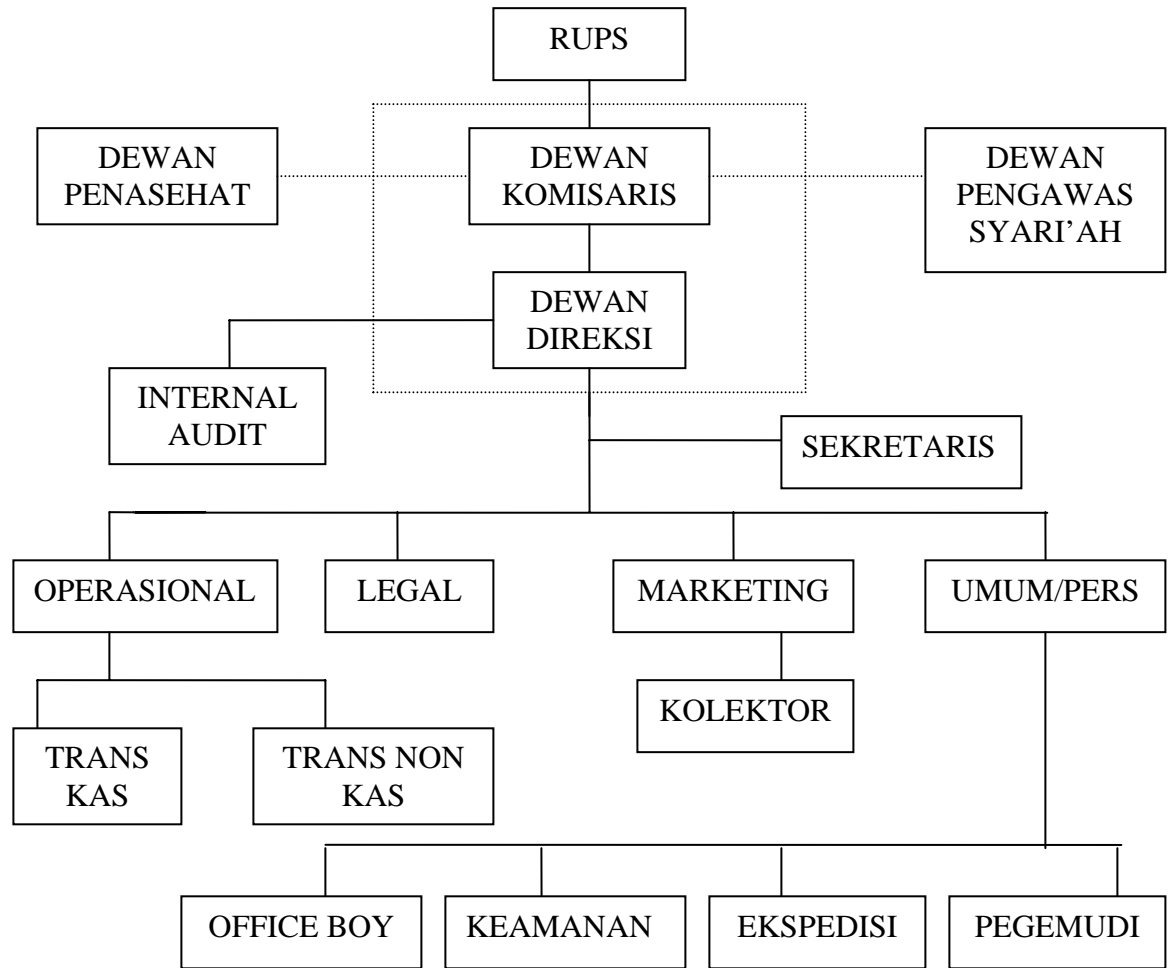 RUPS
DEWAN
PENASEHAT
DEWAN
KOMISARIS
DEWAN
PENGAWAS
SYARI’AH
DEWAN
DIREKSI
INTERNAL
AUDIT
SEKRETARIS
OPERASIONAL
LEGAL
MARKETING
UMUM/PERS
KOLEKTOR
TRANS
KAS
TRANS NON
KAS
OFFICE BOY
KEAMANAN
EKSPEDISI
PEGEMUDI